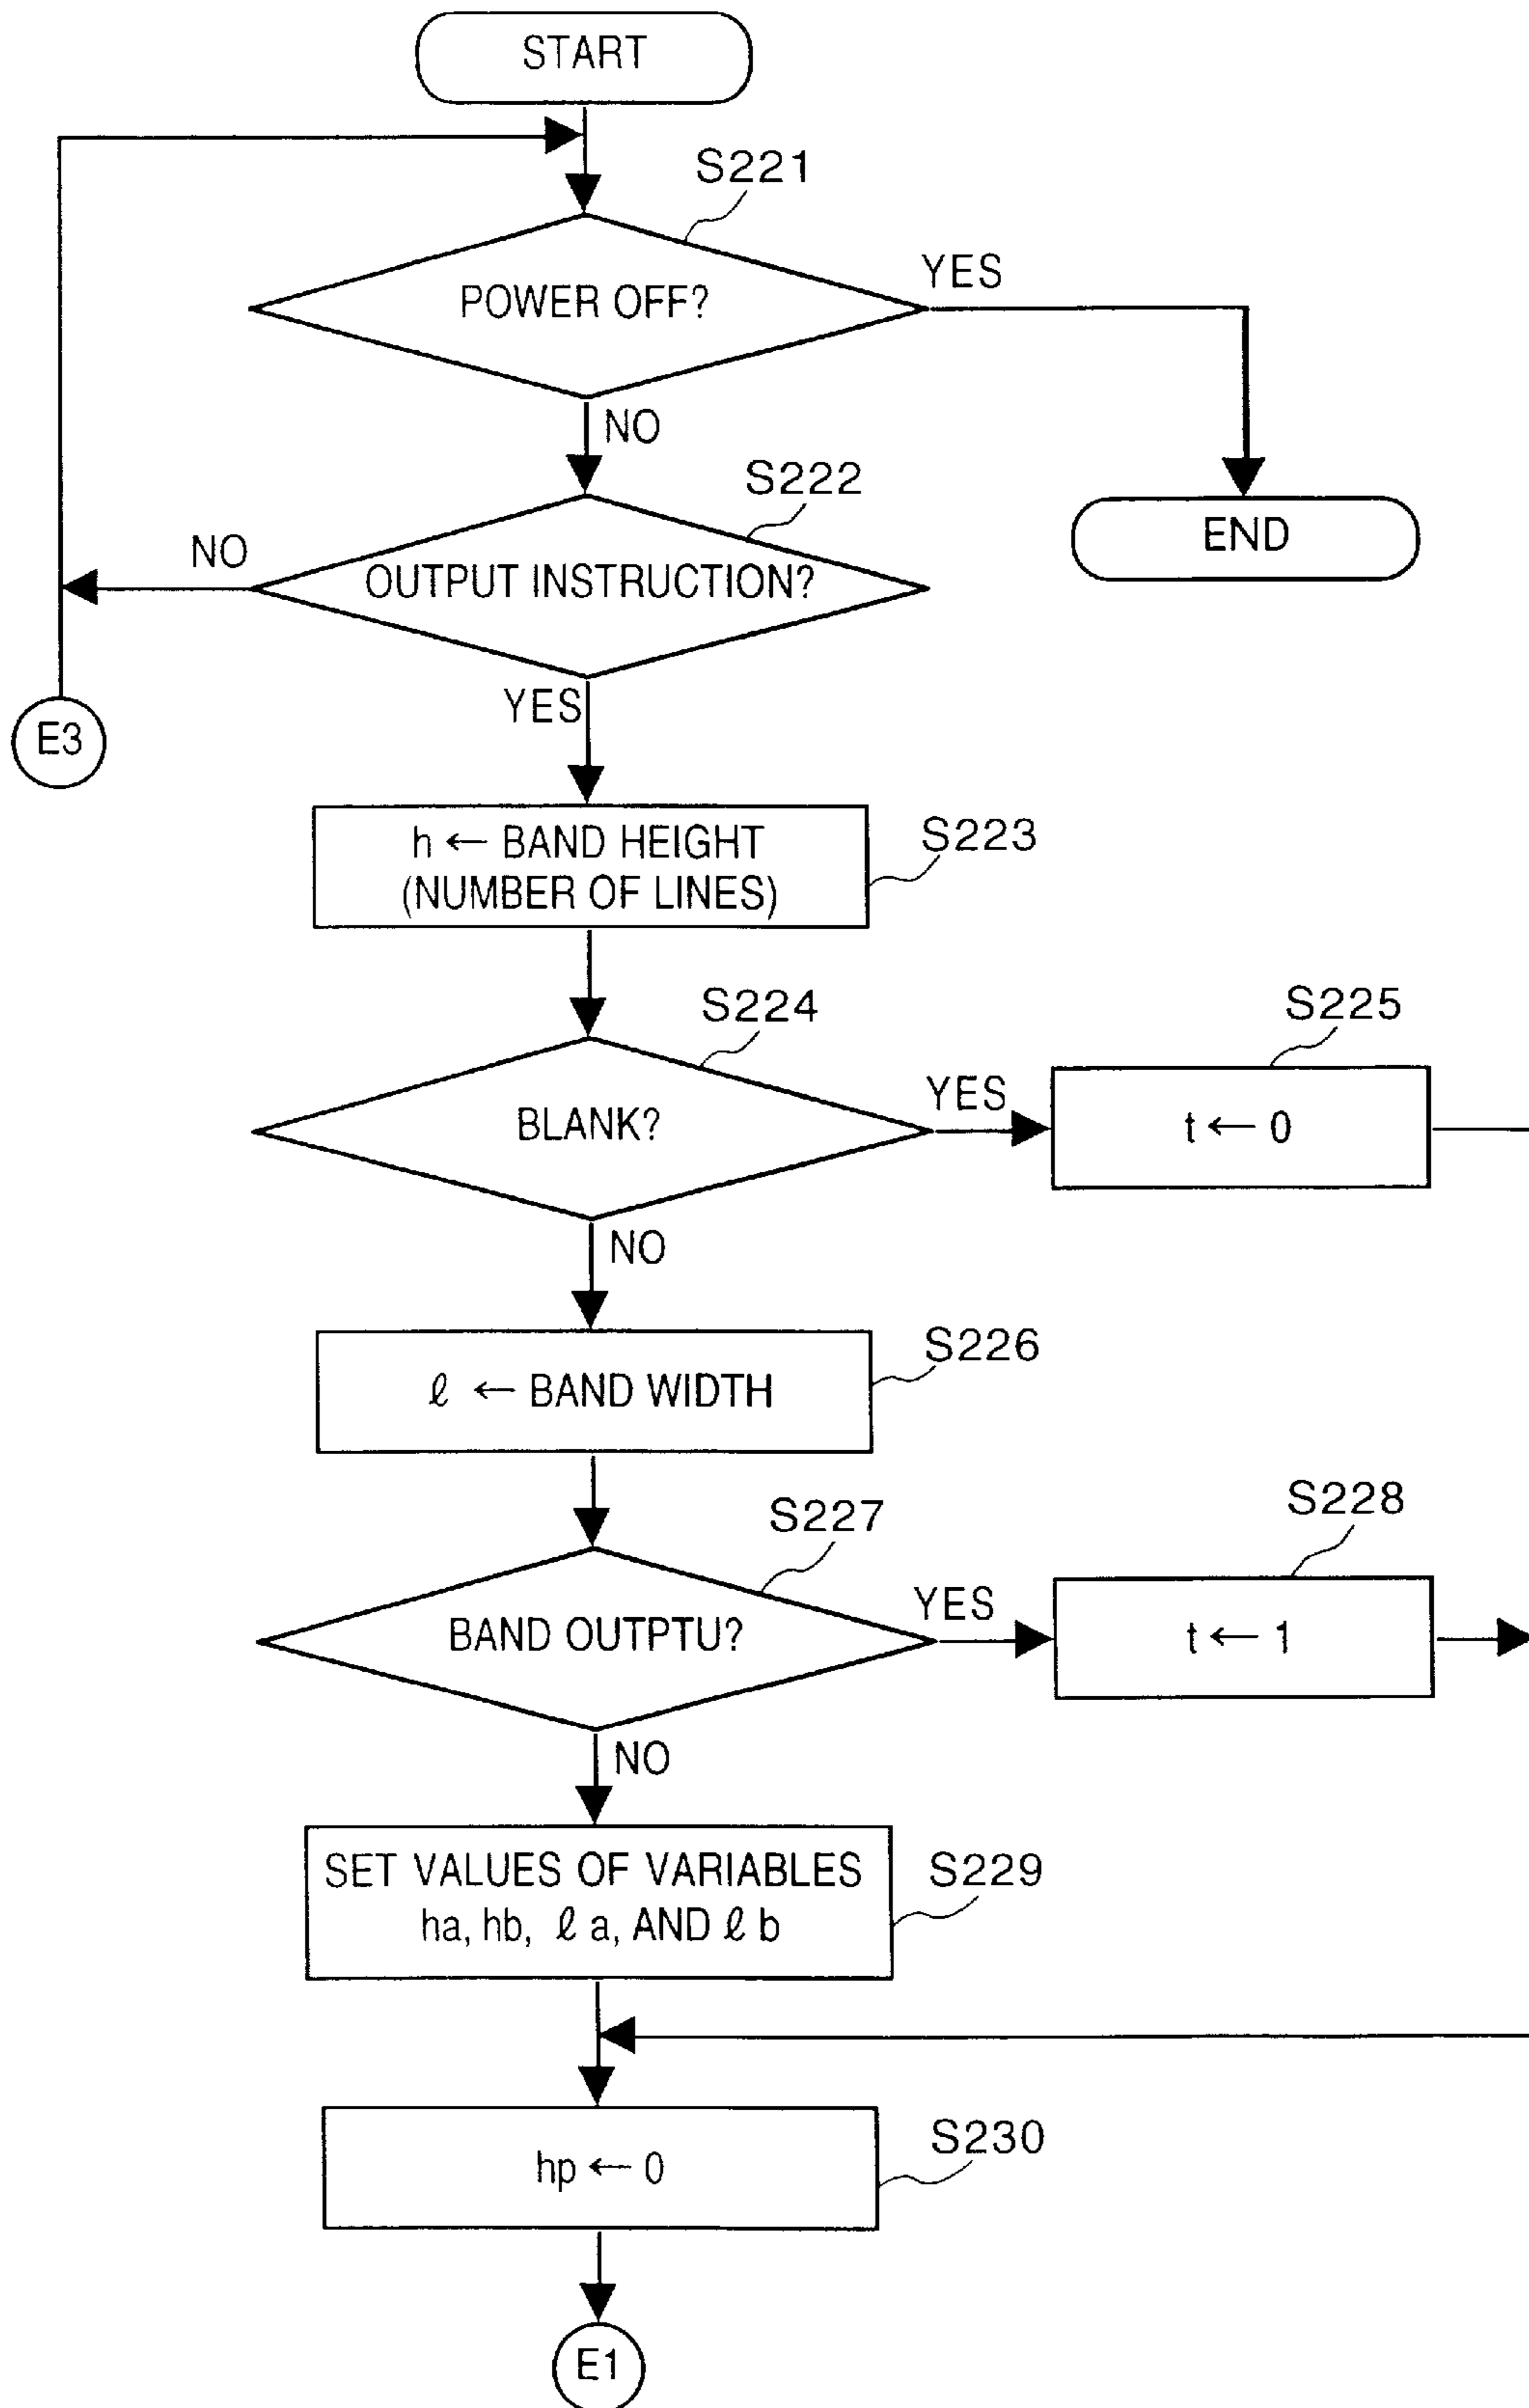 START
S221
POWER OFF?
YES
NO
S222
END
NO
OUTPUT INSTRUCTION?
YES
E3
h ← BAND HEIGHT
(NUMBER OF LINES)
S223
S224
S225
BLANK?
YES
t ← 0
NO
S226
ℓ ← BAND WIDTH
S227
S228
BAND OUTPTU?
YES
t ← 1
NO
SET VALUES OF VARIABLES
ha, hb, ℓ a, AND ℓ b
S229
S230
hp ← 0
E1